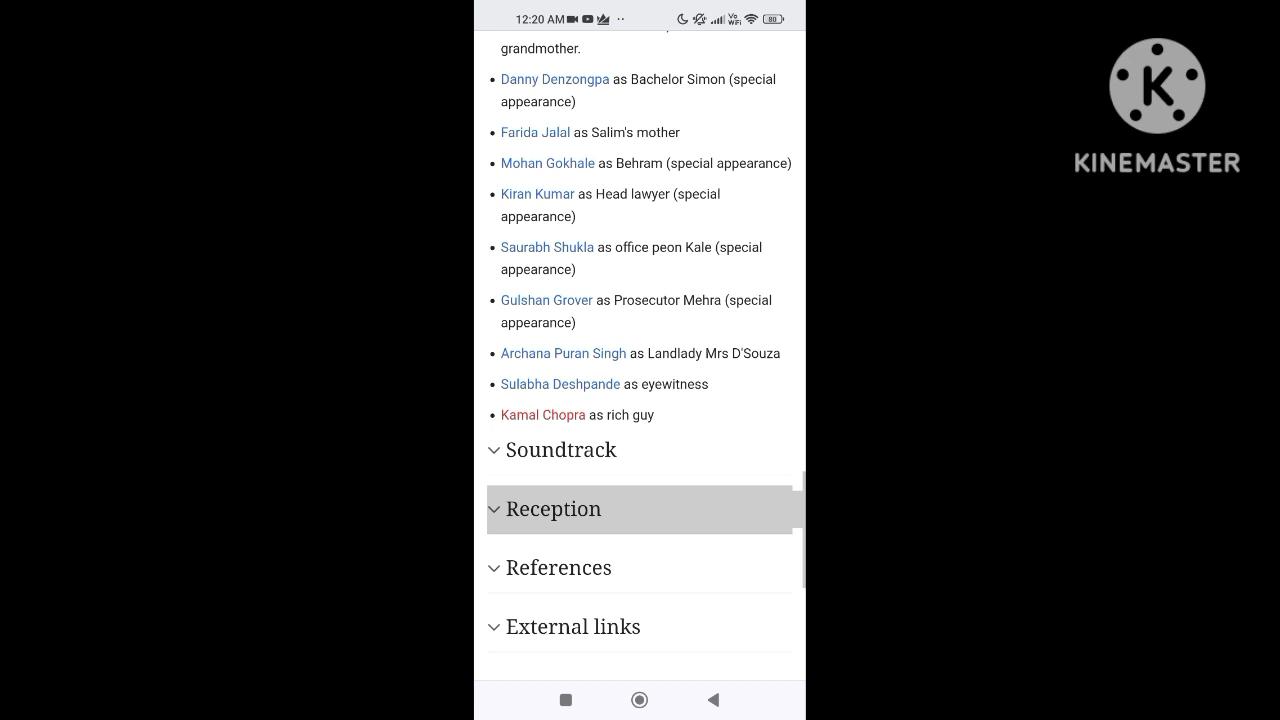 12:20 AM
Vo
WiFi
80
grandmother.
• Danny Denzongpa as Bachelor Simon (special
appearance)
• Farida Jalal as Salim's mother
• Mohan Gokhale as Behram (special appearance)
• Kiran Kumar as Head lawyer (special
appearance)
• Saurabh Shukla as office peon Kale (special
appearance)
• Gulshan Grover as Prosecutor Mehra (special
appearance)
• Archana Puran Singh as Landlady Mrs D'Souza
• Sulabha Deshpande as eyewitness
• Kamal Chopra as rich guy
Soundtrack
Reception
References
External links
K
KINEMASTER